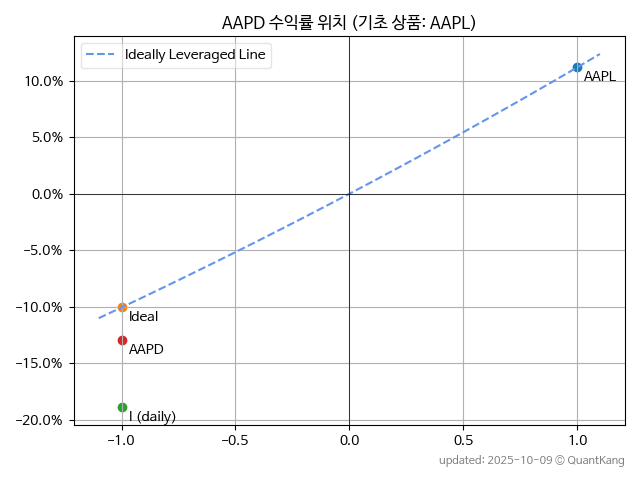 AAPD 수익률 위치 (기초 상품: AAPL)
Ideally Leveraged Line
10.0%
5.0%
0.0%
−5.0%
−10.0%
−15.0%
−20.0%
AAPL
Ideal
AAPD
I (daily)
−1.0 −0.5 0.0 0.5 1.0
updated: 2025-10-09 © QuantKang